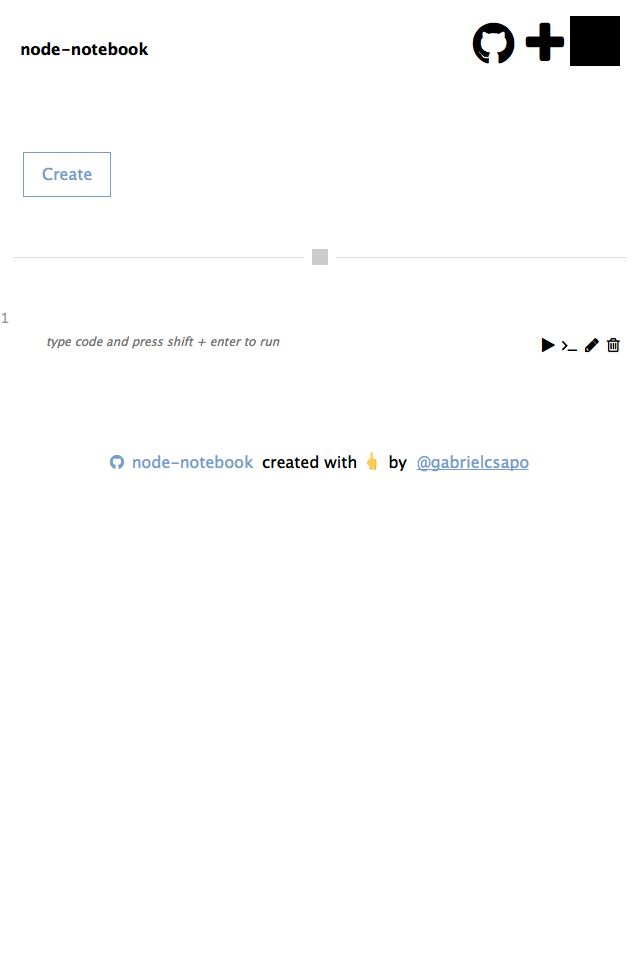 node-notebook
Create
1
type code and press shift + enter to run
node-notebook created with 👆 by @gabrielcsapo